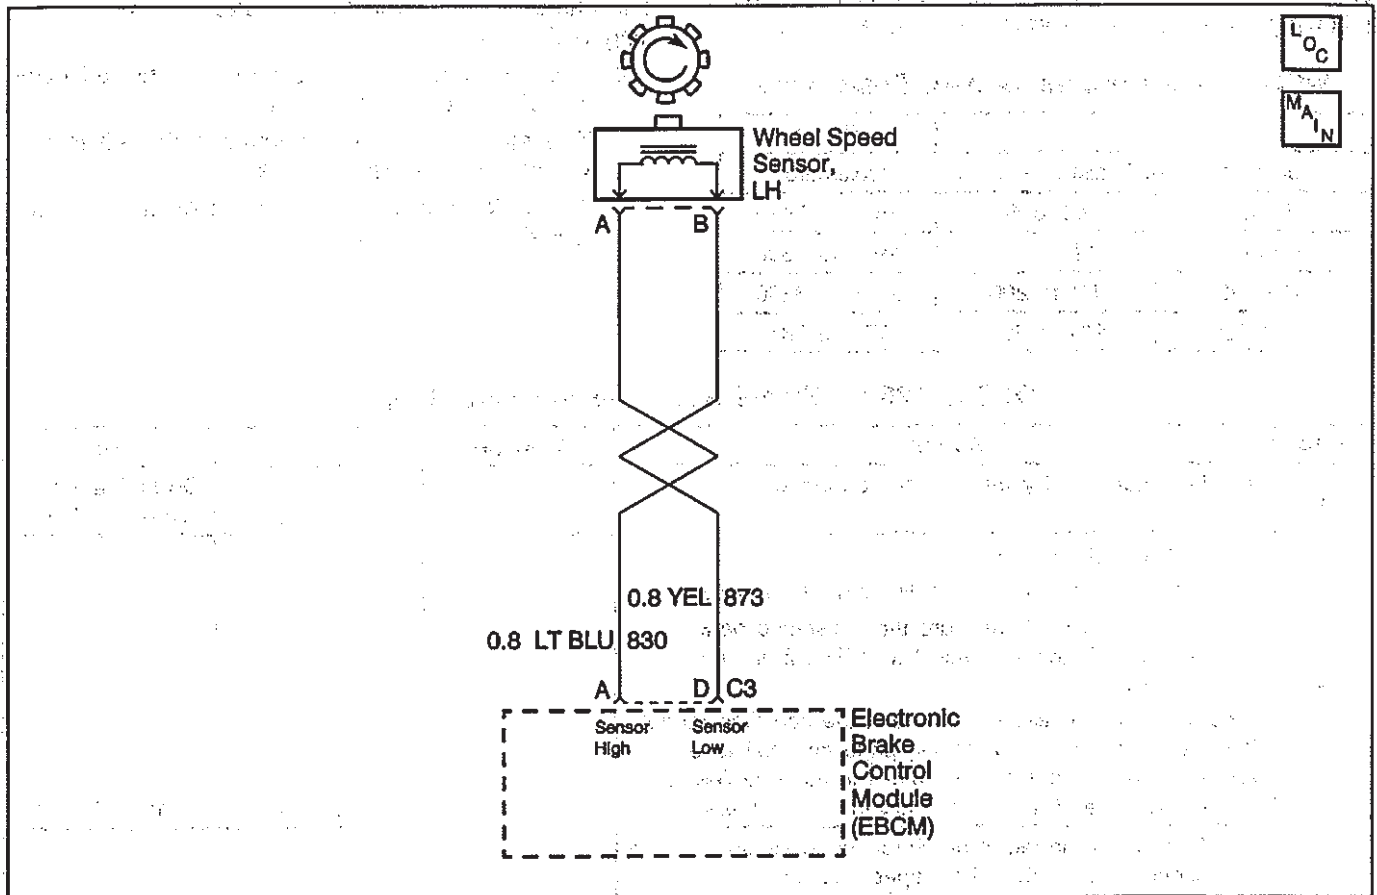 LOC
Wheel Speed
Sensor,
LH
MAIN
A B
0.8 YEL 873
0.8 LT BLU 830
A D C3
Sensor High
Sensor Low
Electronic
Brake
Control
Module
(EBCM)